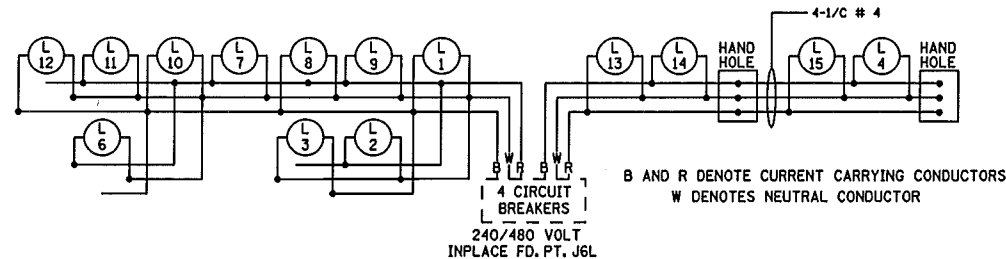 4-1/C # 4
L 12
L 11
L 10
L 7
L 8
L 9
L 1
L 13
L 14
HAND HOLE
L 15
L 4
HAND HOLE
L 6
L 3
L 2
B W R B W R
4 CIRCUIT
BREAKERS
240/480 VOLT
INPLACE FD. PT. J6L
B AND R DENOTE CURRENT CARRYING CONDUCTORS
W DENOTES NEUTRAL CONDUCTOR